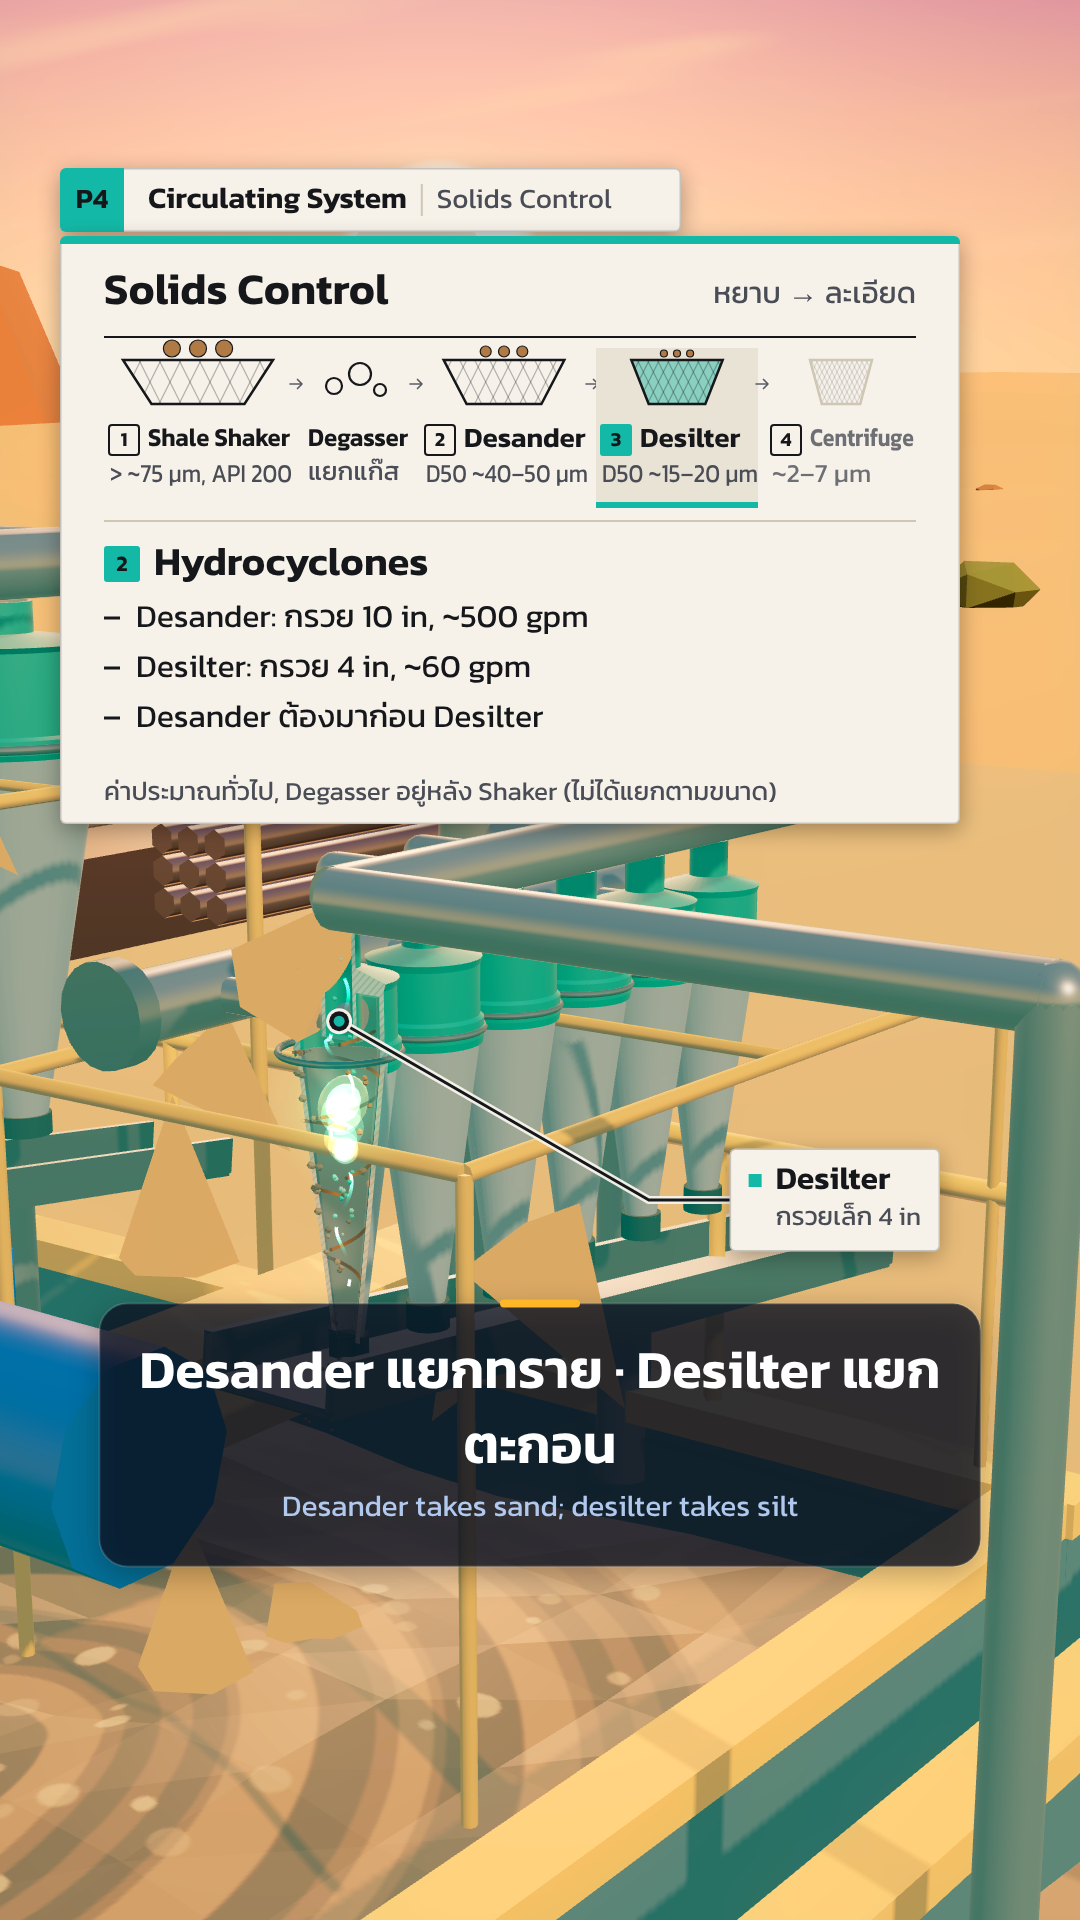 P4 Circulating System | Solids Control
Solids Control
หยาบ → ละเอียด
1 Shale Shaker
> ~75 µm, API 200
Degasser
แยกแก๊ส
2 Desander
D50 ~40–50 µm
3 Desilter
D50 ~15–20 µm
4 Centrifuge
~2–7 µm
2 Hydrocyclones
– Desander: กรวย 10 in, ~500 gpm
– Desilter: กรวย 4 in, ~60 gpm
– Desander ต้องมาก่อน Desilter
ค่าประมาณทั่วไป, Degasser อยู่หลัง Shaker (ไม่ได้แยกตามขนาด)
Desilter
กรวยเล็ก 4 in
Desander แยกทราย · Desilter แยก
ตะกอน
Desander takes sand; desilter takes silt